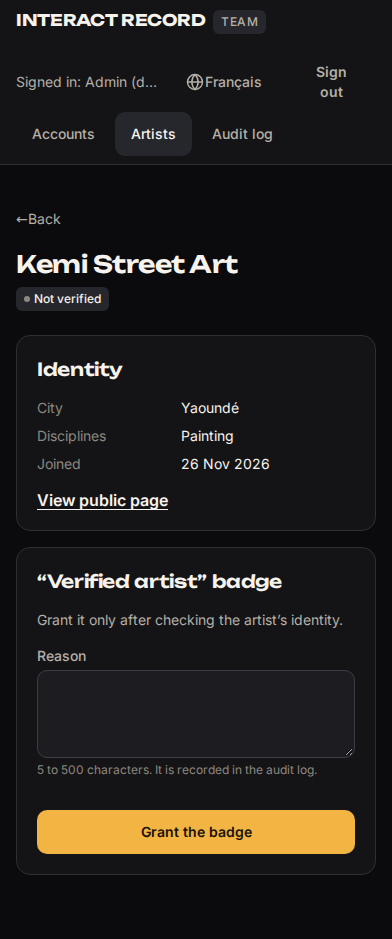 INTERACT RECORD TEAM
Signed in: Admin (d... Français Sign out
Accounts Artists Audit log
←Back
Kemi Street Art
Not verified
Identity
City Yaoundé
Disciplines Painting
Joined 26 Nov 2026
View public page
“Verified artist” badge
Grant it only after checking the artist’s identity.
Reason
5 to 500 characters. It is recorded in the audit log.
Grant the badge